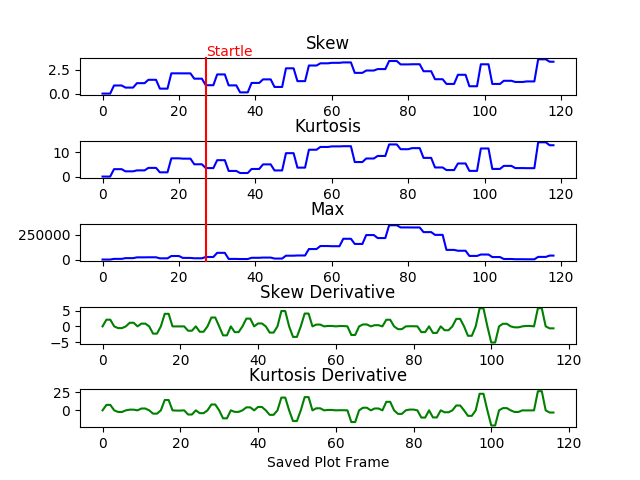 Skew
Startle
2.5
0.0
0 20 40 60 80 100 120
Kurtosis
10
0
0 20 40 60 80 100 120
Max
250000
0
0 20 40 60 80 100 120
Skew Derivative
5
0
−5
0 20 40 60 80 100 120
Kurtosis Derivative
25
0
0 20 40 60 80 100 120
Saved Plot Frame